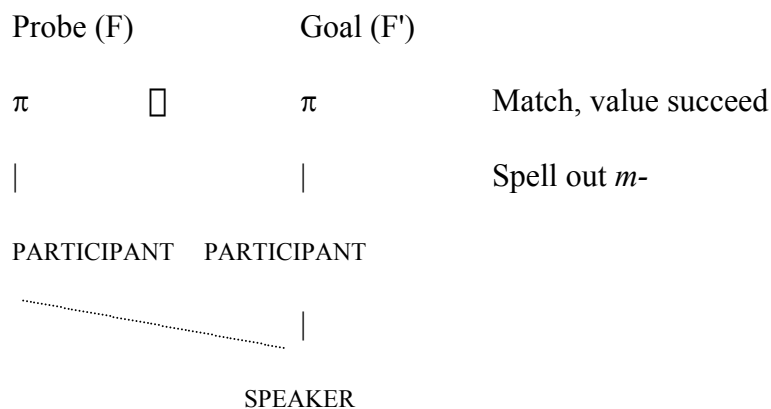 Probe (F) Goal (F')
π π Match, value succeed
| | Spell out m-
PARTICIPANT PARTICIPANT
|
SPEAKER